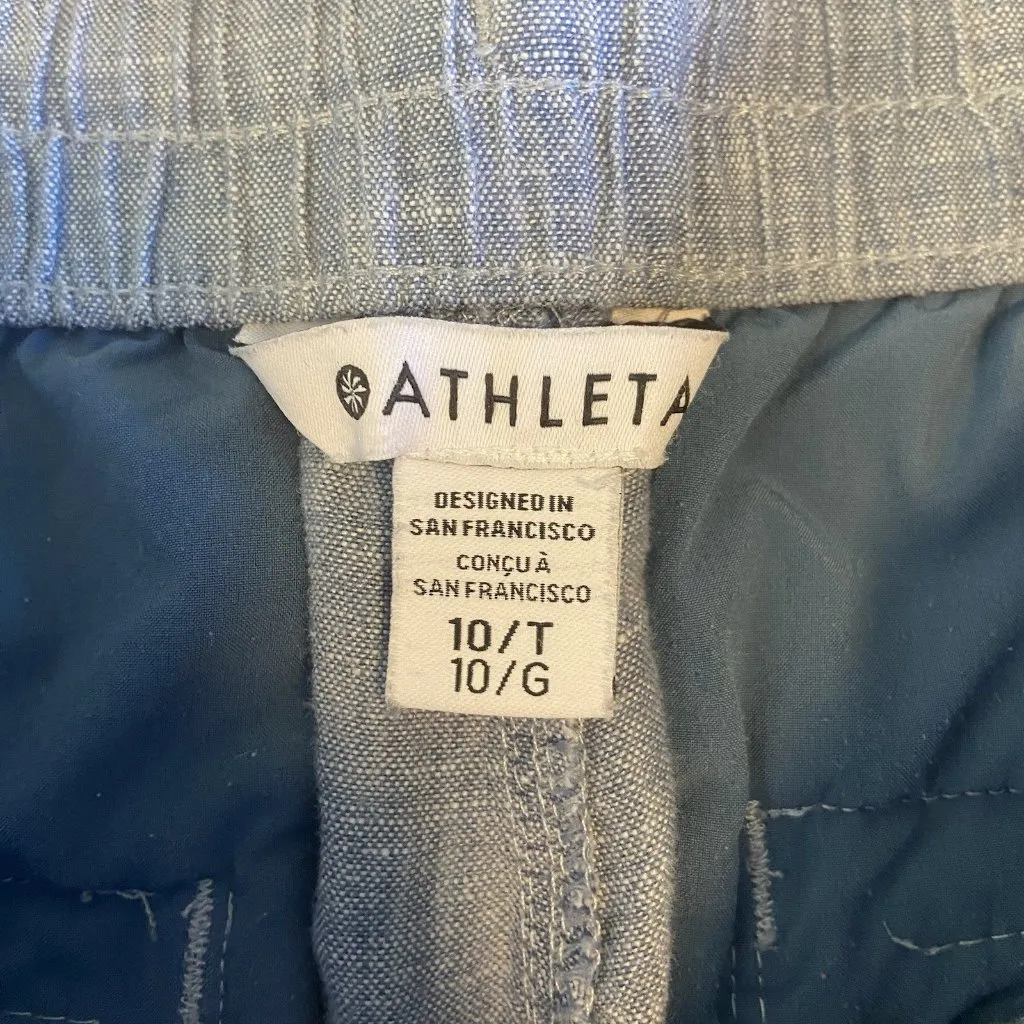 ATHLETA
DESIGNED IN
SAN FRANCISCO
CONÇU À
SAN FRANCISCO
10/T
10/G